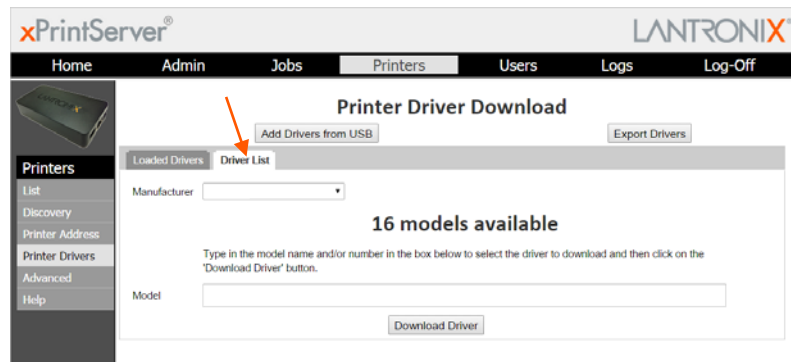 xPrintServer® LANTRONIX®
Home Admin Jobs Printers Users Logs Log-Off
LANTRONIX
Printer Driver Download
Add Drivers from USB Export Drivers
Printers
List
Discovery
Printer Address
Printer Drivers
Advanced
Help
Loaded Drivers Driver List
Manufacturer
16 models available
Type in the model name and/or number in the box below to select the driver to download and then click on the
'Download Driver' button.
Model
Download Driver